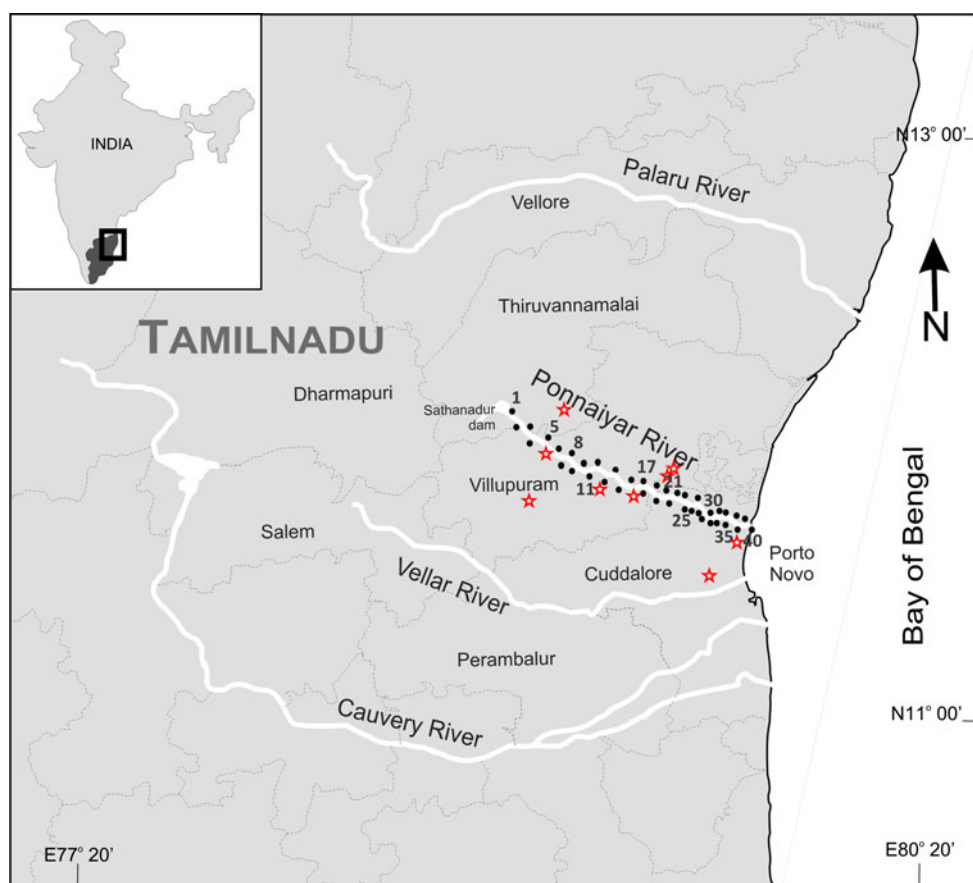 INDIA
N13° 00'
Palaru River
Vellore
N
Thiruvannamalai
TAMILNADU
Dharmapuri
Ponnaiyar River
1
Sathanadur
dam
5
8
17
Villupuram
11
21
30
25
35
40
Salem
Porto
Novo
Cuddalore
Vellar River
Bay of Bengal
Perambalur
Cauvery River
N11° 00'
E77° 20'
E80° 20'